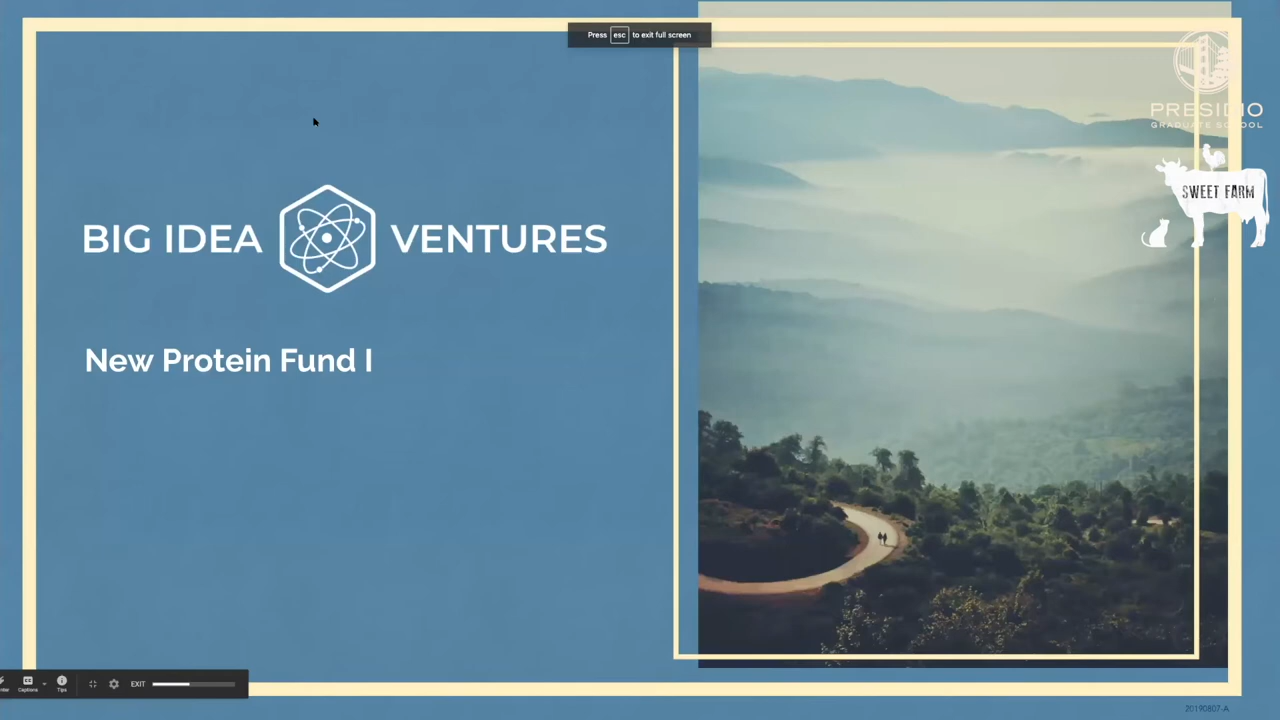 Press esc to exit full screen
PRESIDIO
GRADUATE SCHOOL
SWEET FARM
BIG IDEA VENTURES
New Protein Fund I
Captions
Tips
EXIT
20190807-A